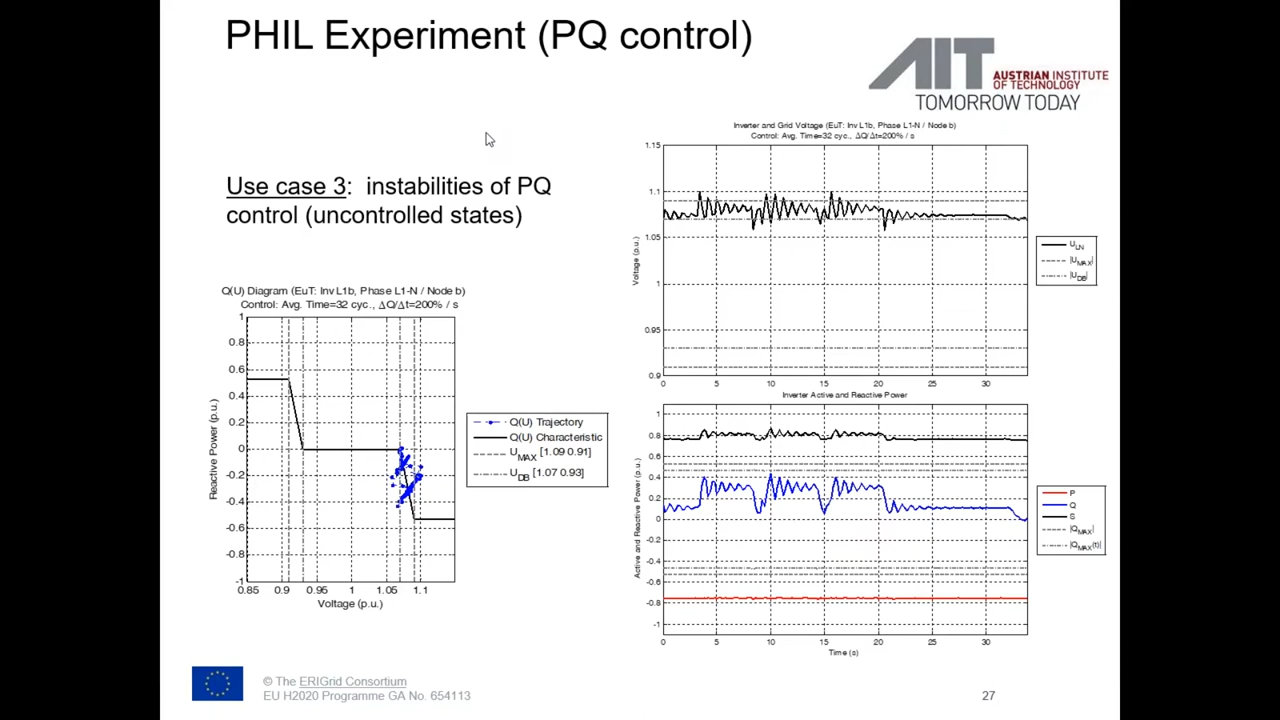 PHIL Experiment (PQ control)
AIT
AUSTRIAN INSTITUTE
OF TECHNOLOGY
TOMORROW TODAY
Use case 3: instabilities of PQ
control (uncontrolled states)
Inverter and Grid Voltage (EuT: Inv L1b, Phase L1-N / Node b)
Control: Avg. Time=32 cyc., ΔQ/Δt=200% / s
1.15
1.1
1.05
1
0.95
0.9
Voltage (p.u.)
0 5 10 15 20 25 30
U_LN
|U_MAX|
|U_DB|
Q(U) Diagram (EuT: Inv L1b, Phase L1-N / Node b)
Control: Avg. Time=32 cyc., ΔQ/Δt=200% / s
1
0.8
0.6
0.4
0.2
0
-0.2
-0.4
-0.6
-0.8
-1
Reactive Power (p.u.)
0.85 0.9 0.95 1 1.05 1.1
Voltage (p.u.)
Q(U) Trajectory
Q(U) Characteristic
U_MAX [1.09 0.91]
U_DB [1.07 0.93]
Inverter Active and Reactive Power
1
0.8
0.6
0.4
0.2
0
-0.2
-0.4
-0.6
-0.8
-1
Active and Reactive Power (p.u.)
0 5 10 15 20 25 30
Time (s)
P
Q
S
|Q_MAX|
|Q_MAX(t)|
© The ERIGrid Consortium
EU H2020 Programme GA No. 654113
27